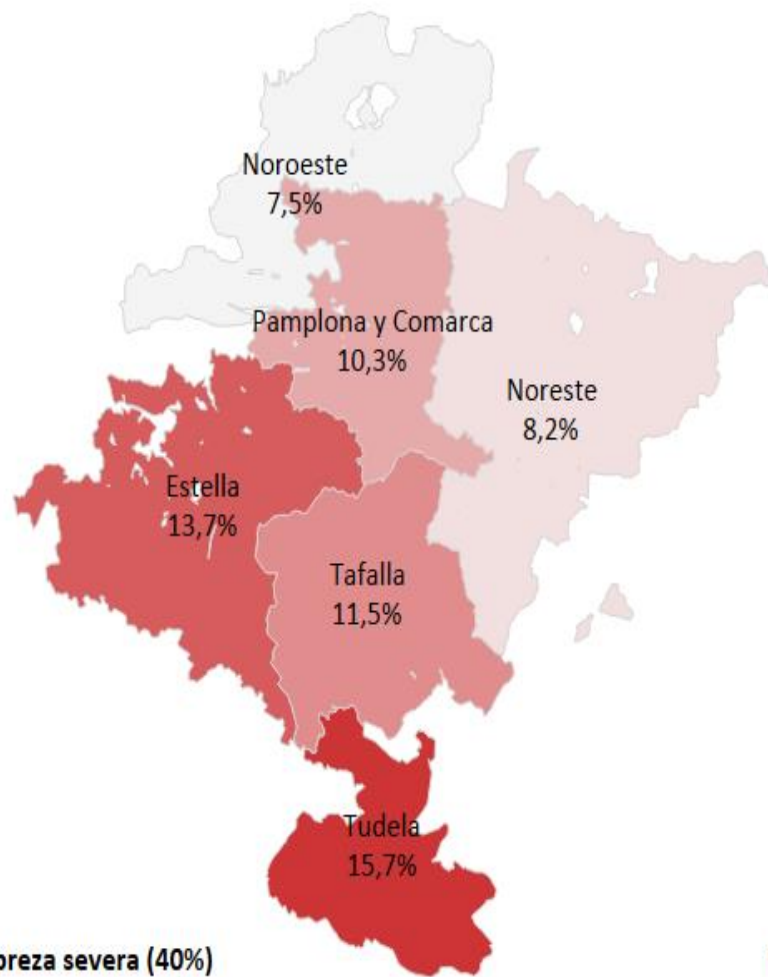 Noroeste
7,5%
Pamplona y Comarca
10,3%
Noreste
8,2%
Estella
13,7%
Tafalla
11,5%
Tudela
15,7%
severa (40%)